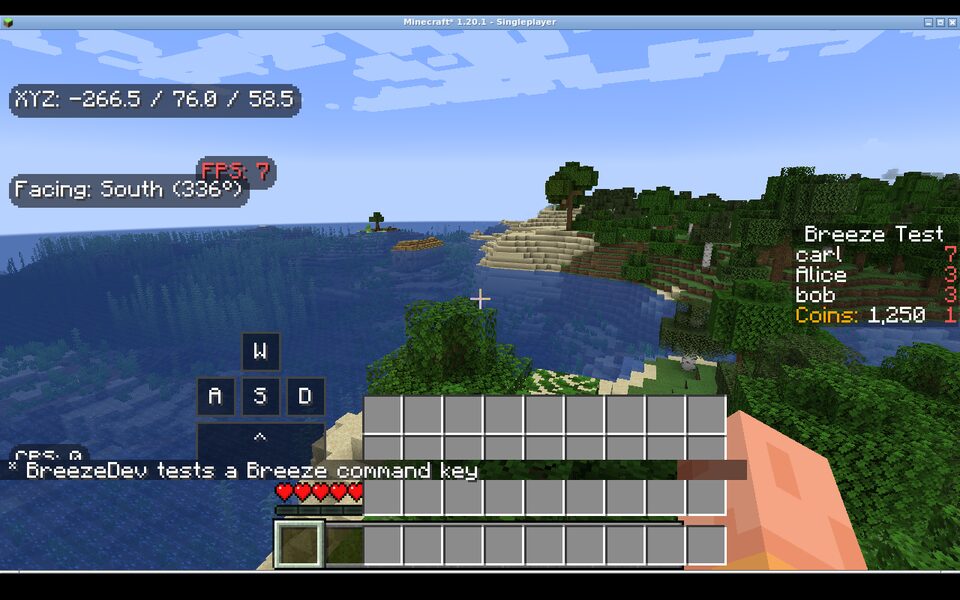 Minecraft* 1.20.1 - Singleplayer
XYZ: -266.5 / 76.0 / 58.5
FPS: 7
Facing: South (336°)
Breeze Test
carl 7
Alice 3
bob 3
Coins: 1,250 1
W
A S D
^
CPS: 0
* BreezeDev tests a Breeze command key